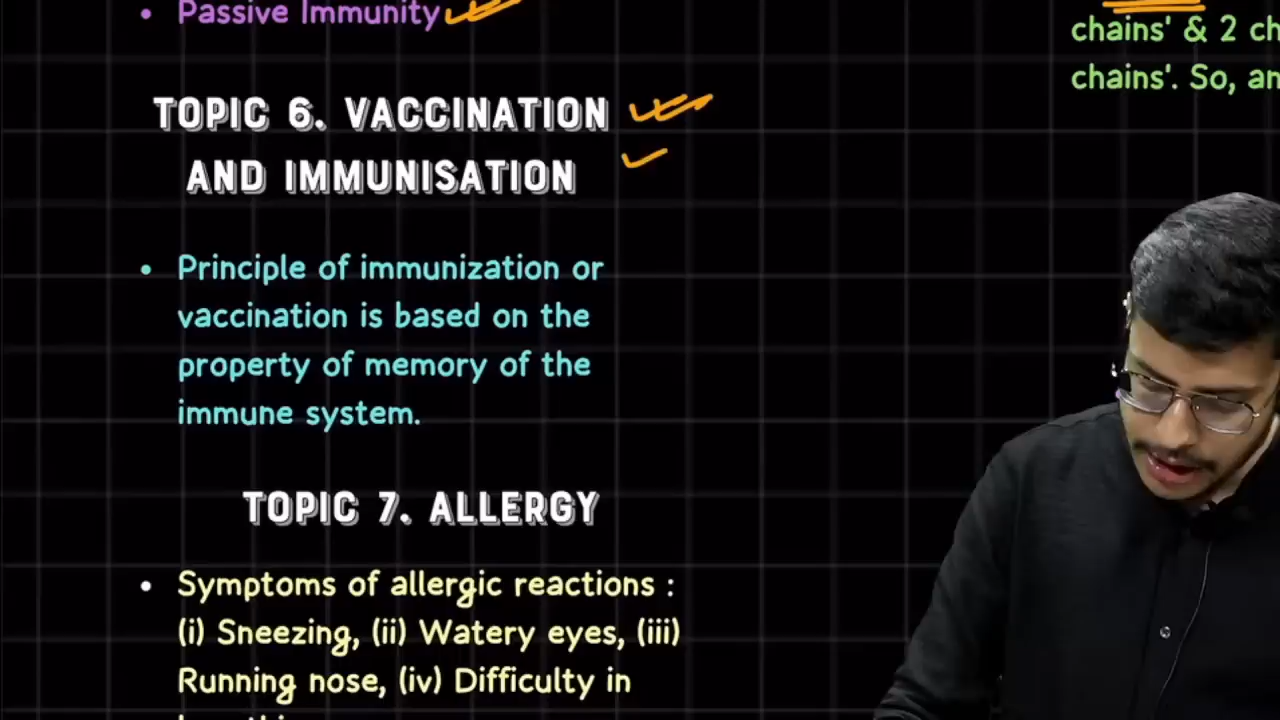 • Passive Immunity
TOPIC 6. VACCINATION
AND IMMUNISATION
• Principle of immunization or
vaccination is based on the
property of memory of the
immune system.
TOPIC 7. ALLERGY
• Symptoms of allergic reactions :
(i) Sneezing, (ii) Watery eyes, (iii)
Running nose, (iv) Difficulty in
chains' & 2
chains'. So,